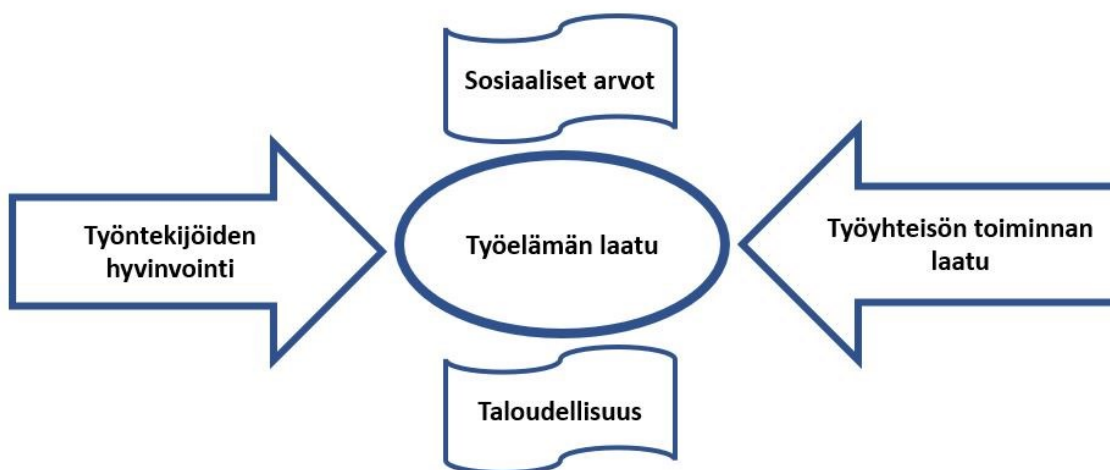 Sosiaaliset arvot
Työntekijöiden
hyvinvointi
Työelämän laatu
Työyhteisön toiminnan
laatu
Taloudellisuus